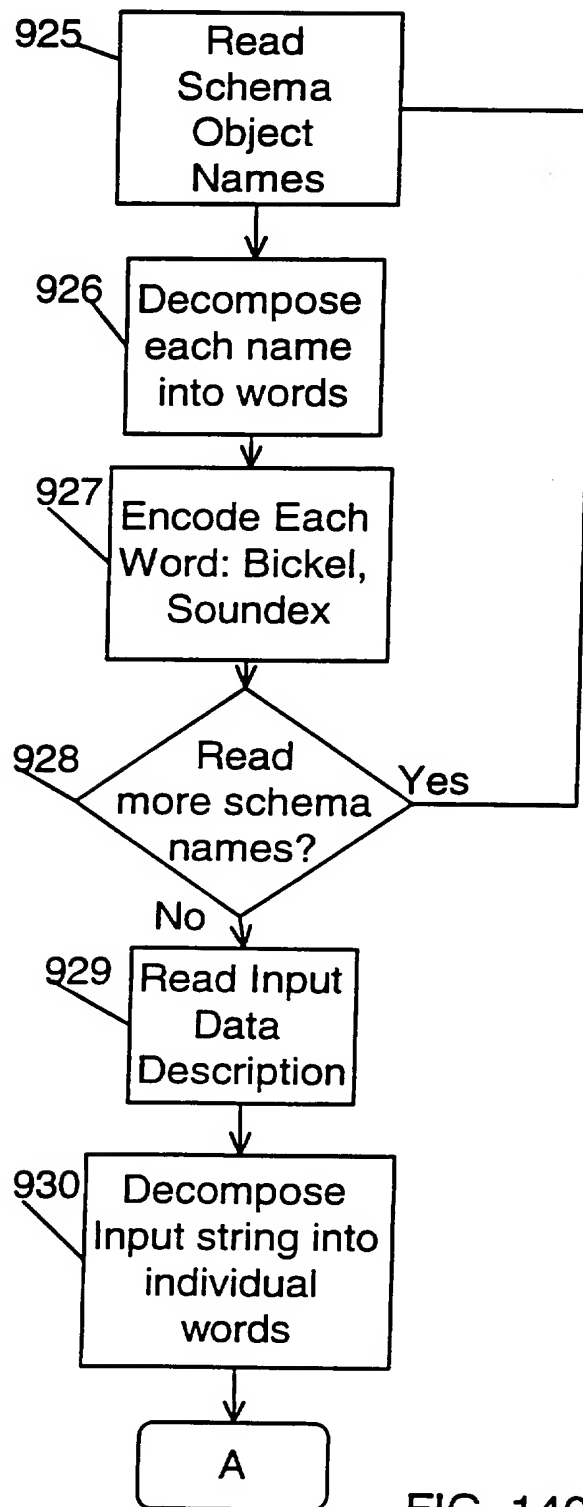 925
Read
Schema
Object
Names
926
Decompose
each name
into words
927
Encode Each
Word: Bickel,
Soundex
928
Read
more schema
names?
Yes
No
929
Read Input
Data
Description
930
Decompose
Input string into
individual
words
A
FIG.